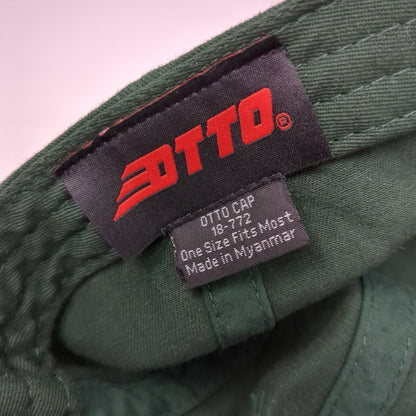 OTTO®
OTTO CAP
18-772
One Size Fits Most
Made in Myanmar